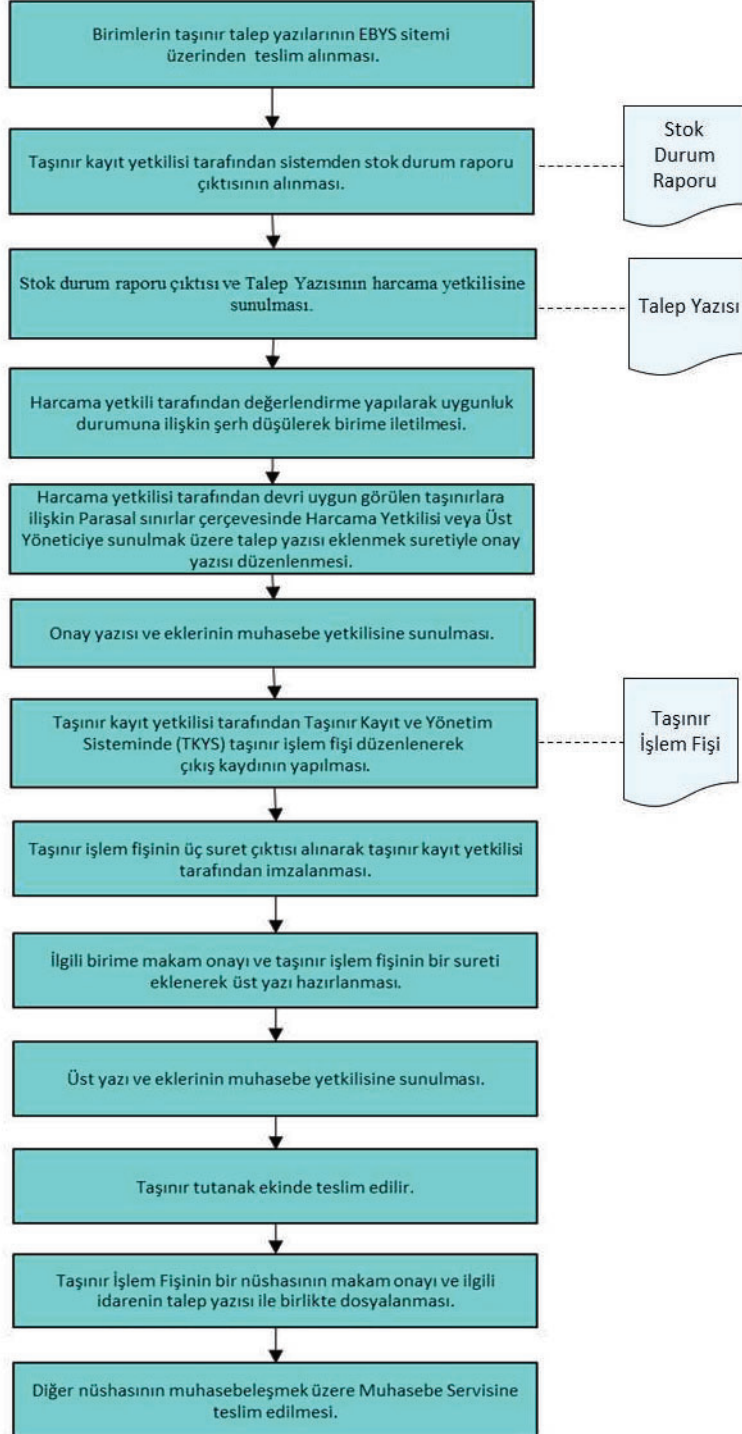 Birimlerin taşınır talep yazılarının EBYS sitemi
üzerinden teslim alınması.
Taşınır kayıt yetkilisi tarafından sistemden stok durum raporu
çıktısının alınması.
Stok
Durum
Raporu
Stok durum raporu çıktısı ve Talep Yazısının harcama yetkilisine
sunulması.
Talep Yazısı
Harcama yetkili tarafından değerlendirme yapılarak uygunluk
durumuna ilişkin şerh düşülerek birime iletilmesi.
Harcama yetkilisi tarafından devri uygun görülen taşınırlara
ilişkin Parasal sınırlar çerçevesinde Harcama Yetkilisi veya Üst
Yöneticiye sunulmak üzere talep yazısı eklenmek suretiyle onay
yazısı düzenlenmesi.
Onay yazısı ve eklerinin muhasebe yetkilisine sunulması.
Taşınır kayıt yetkilisi tarafından Taşınır Kayıt ve Yönetim
Sisteminde (TKYS) taşınır işlem fişi düzenlenerek
çıkış kaydının yapılması.
Taşınır
İşlem Fişi
Taşınır işlem fişinin üç suret çıktısı alınarak taşınır kayıt yetkilisi
tarafından imzalanması.
İlgili birime makam onayı ve taşınır işlem fişinin bir sureti
eklenerek üst yazı hazırlanması.
Üst yazı ve eklerinin muhasebe yetkilisine sunulması.
Taşınır tutanak ekinde teslim edilir.
Taşınır İşlem Fişinin bir nüshasının makam onayı ve ilgili
idarenin talep yazısı ile birlikte dosyalanması.
Diğer nüshasının muhasebeleşmek üzere Muhasebe Servisine
teslim edilmesi.